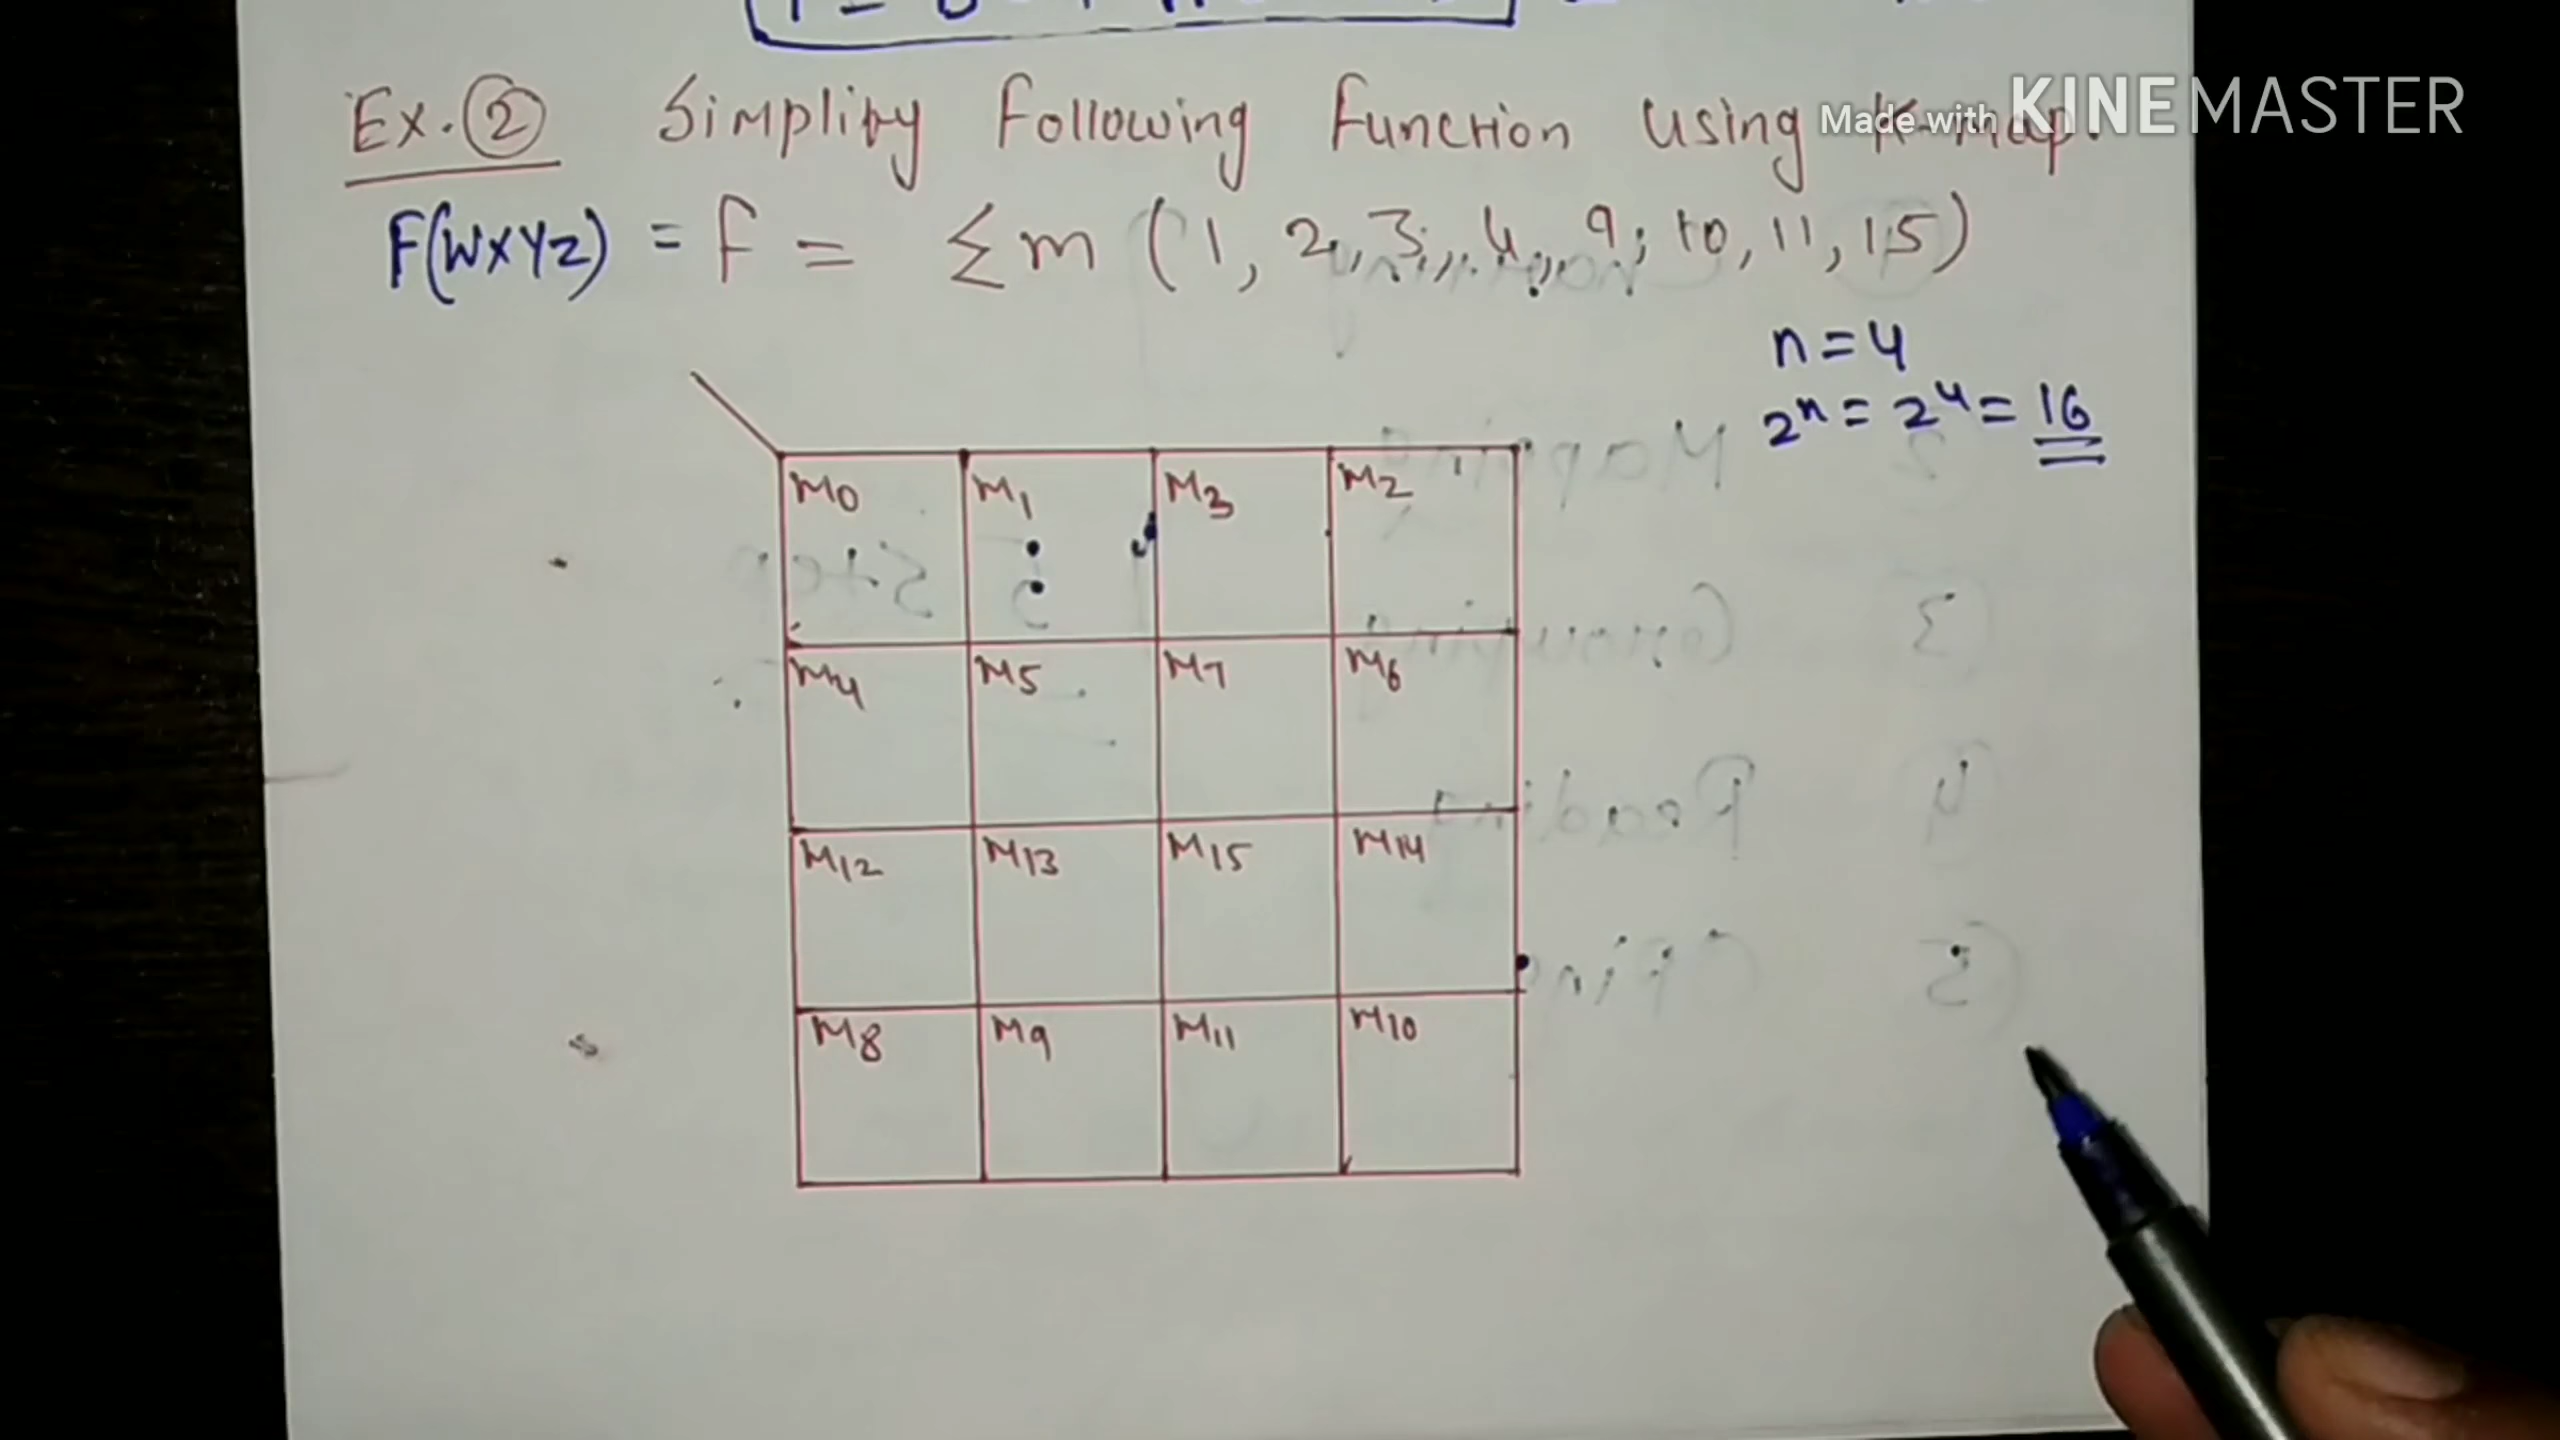 Ex. 2 Simplify Following Function Using K-map.
Made with KINEMASTER
F(WXYZ) = F = Σm (1, 2, 3, 4, 9, 10, 11, 15)
n = 4
2ⁿ = 2⁴ = 16
M0 M1 M3 M2
M4 M5 M7 M6
M12 M13 M15 M14
M8 M9 M11 M10